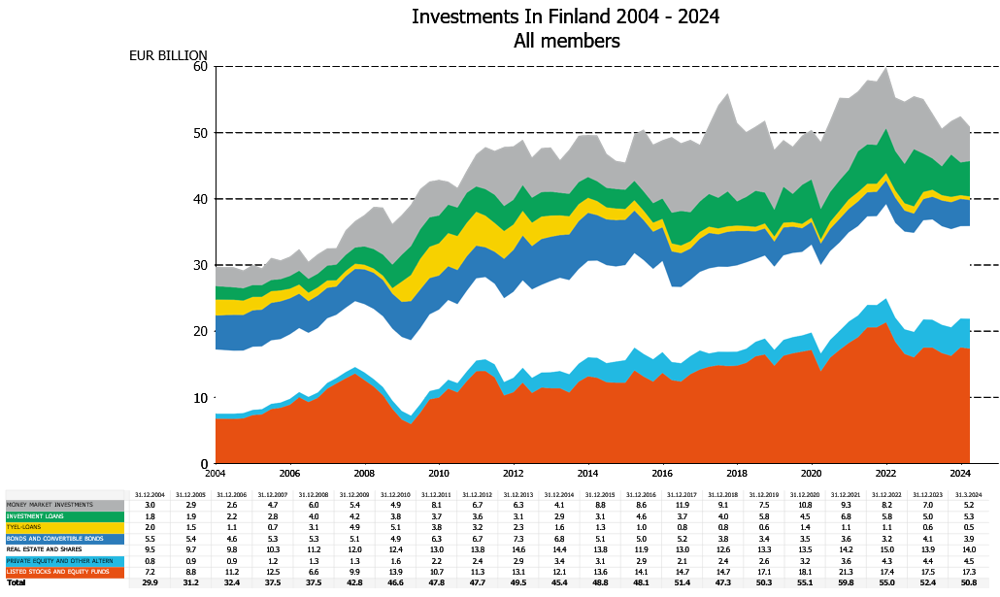 Investments In Finland 2004 - 2024
All members
EUR BILLION
60
50
40
30
20
10
0
2004 2006 2008 2010 2012 2014 2016 2018 2020 2022 2024
31.12.2004 31.12.2005 31.12.2006 31.12.2007 31.12.2008 31.12.2009 31.12.2010 31.12.2011 31.12.2012 31.12.2013 31.12.2014 31.12.2015 31.12.2016 31.12.2017 31.12.2018 31.12.2019 31.12.2020 31.12.2021 31.12.2022 31.12.2023 31.3.2024
MONEY MARKET INVESTMENTS 3.0 2.9 2.6 4.7 6.0 5.4 4.9 8.1 6.7 6.3 4.1 8.8 8.6 11.9 9.1 7.5 10.8 9.3 8.2 7.0 5.2
INVESTMENT LOANS 1.8 1.9 2.2 2.8 4.0 4.2 3.8 3.7 3.6 3.1 2.9 3.1 4.6 3.7 4.0 5.8 4.5 6.8 5.8 5.0 5.3
TYEL-LOANS 2.0 1.5 1.1 0.7 3.1 4.9 5.1 3.8 3.2 2.3 1.6 1.3 1.0 0.8 0.8 0.6 1.4 1.1 1.1 0.6 0.5
BONDS AND CONVERTIBLE BONDS 5.5 5.4 4.6 5.3 5.3 5.1 4.9 6.3 6.7 7.3 6.8 5.1 5.0 5.2 3.8 3.4 3.5 3.6 3.2 4.1 3.9
REAL ESTATE AND SHARES 9.5 9.7 9.8 10.3 11.2 12.0 12.4 13.0 13.8 14.6 14.4 13.8 11.9 13.0 12.6 13.3 13.5 14.2 15.0 13.9 14.0
PRIVATE EQUITY AND OTHER ALTERN 0.8 0.9 0.9 1.2 1.3 1.3 1.6 2.2 2.4 2.9 3.4 3.1 2.9 2.1 2.4 2.6 3.2 3.6 4.3 4.4 4.5
LISTED STOCKS AND EQUITY FUNDS 7.2 8.8 11.2 12.5 6.6 9.9 13.9 10.7 11.2 13.1 12.1 13.6 14.1 14.7 14.7 17.1 18.1 21.3 17.4 17.5 17.3
Total 29.9 31.2 32.4 37.5 37.5 42.8 46.6 47.8 47.7 49.5 45.4 48.8 48.1 51.4 47.3 50.3 55.1 59.8 55.0 52.4 50.8